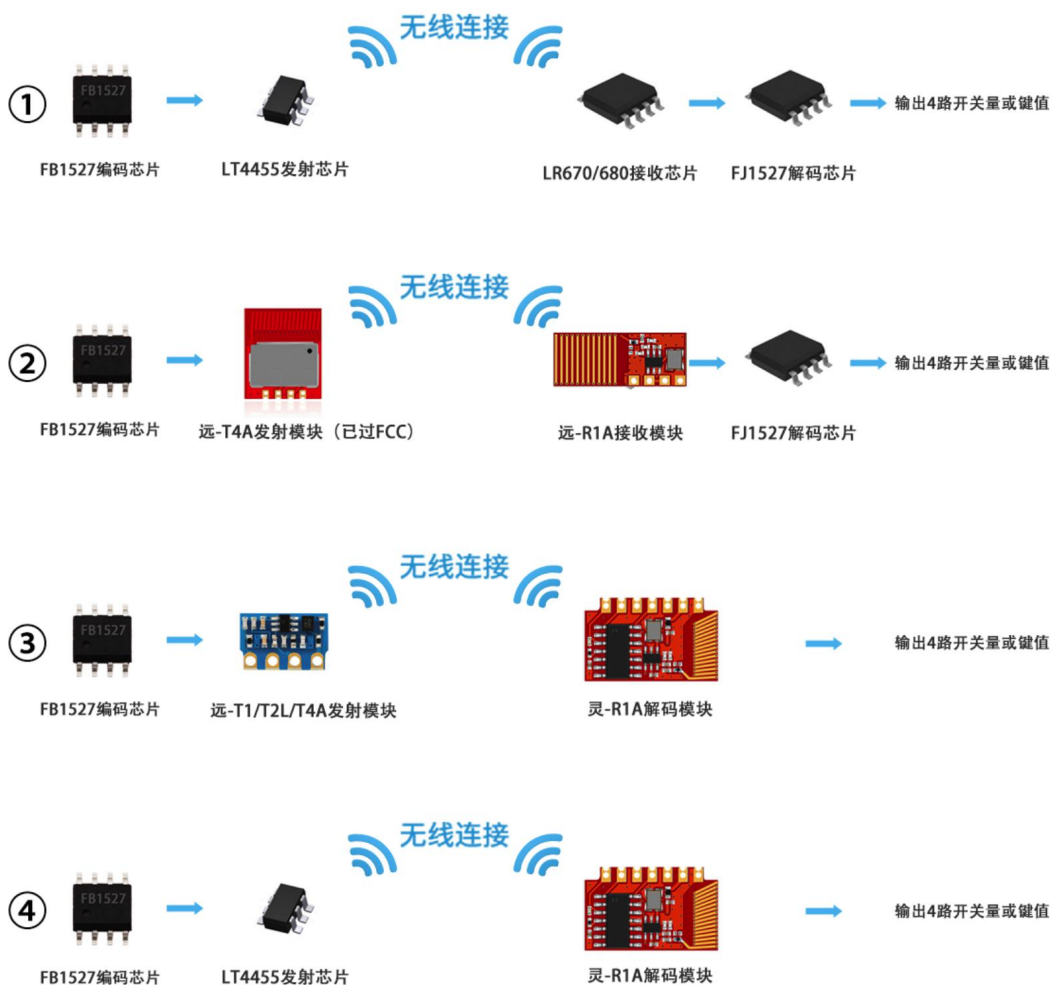 无线连接
①
FB1527
FB1527编码芯片
LT4455发射芯片
LR670/680接收芯片
FJ1527解码芯片
输出4路开关量或键值
无线连接
②
FB1527
FB1527编码芯片
远-T4A发射模块（已过FCC）
远-R1A接收模块
FJ1527解码芯片
输出4路开关量或键值
无线连接
③
FB1527
FB1527编码芯片
远-T1/T2L/T4A发射模块
灵-R1A解码模块
输出4路开关量或键值
无线连接
④
FB1527
FB1527编码芯片
LT4455发射芯片
灵-R1A解码模块
输出4路开关量或键值